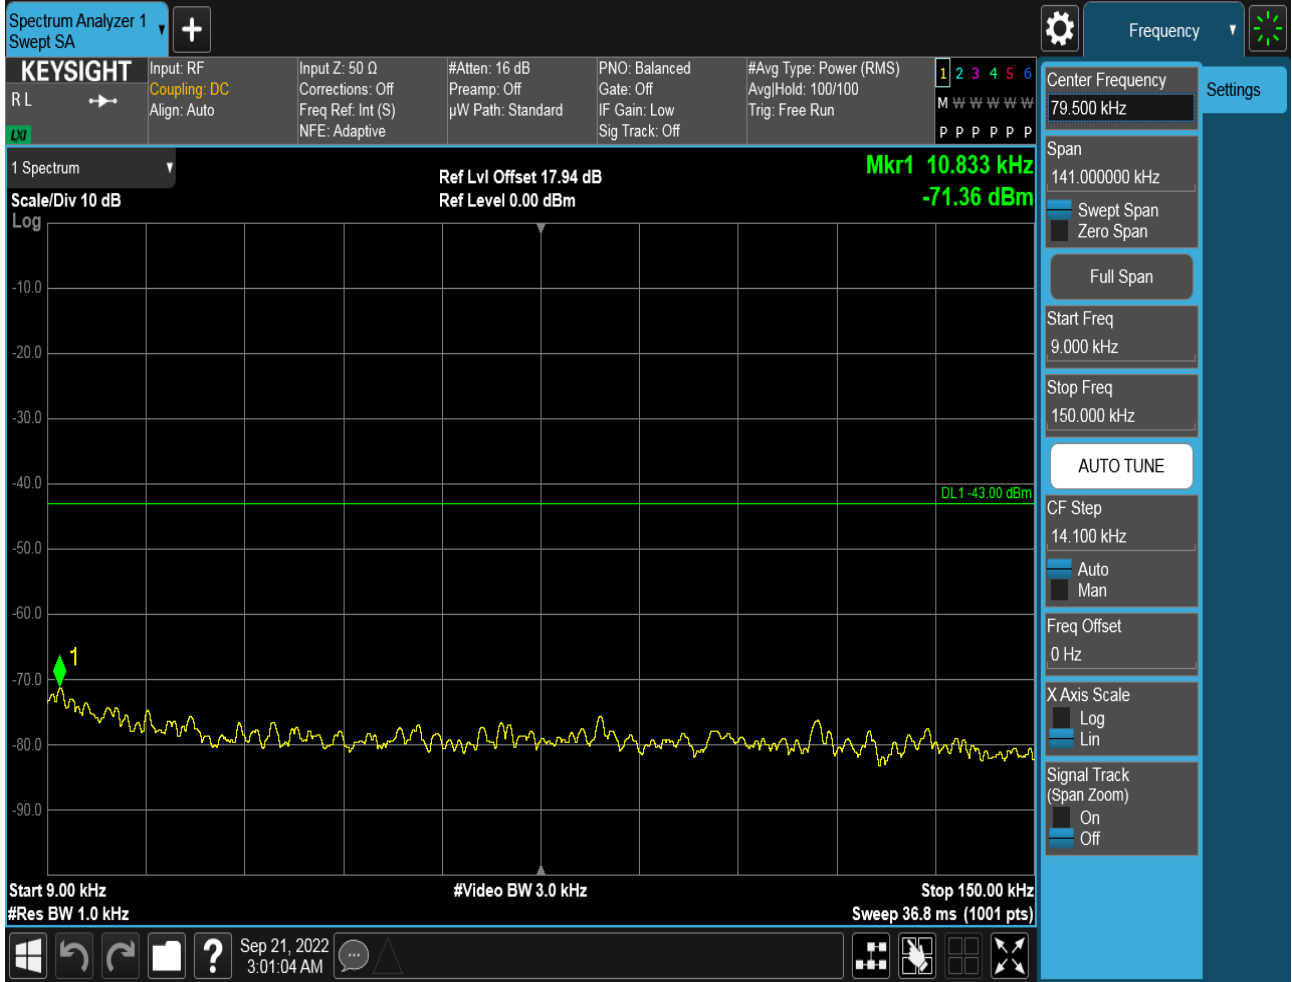 Spectrum Analyzer 1
Swept SA
Frequency
KEYSIGHT
R L
LXI
Input: RF
Coupling: DC
Align: Auto
Input Z: 50 Ω
Corrections: Off
Freq Ref: Int (S)
NFE: Adaptive
#Atten: 16 dB
Preamp: Off
µW Path: Standard
PNO: Balanced
Gate: Off
IF Gain: Low
Sig Track: Off
#Avg Type: Power (RMS)
Avg|Hold: 100/100
Trig: Free Run
1 2 3 4 5 6
M W W W W W
P P P P P P
1 Spectrum
Scale/Div 10 dB
Log
Ref Lvl Offset 17.94 dB
Ref Level 0.00 dBm
Mkr1 10.833 kHz
-71.36 dBm
-10.0
-20.0
-30.0
-40.0
DL1 -43.00 dBm
-50.0
-60.0
1
-70.0
-80.0
-90.0
Start 9.00 kHz
#Res BW 1.0 kHz
#Video BW 3.0 kHz
Stop 150.00 kHz
Sweep 36.8 ms (1001 pts)
Sep 21, 2022
3:01:04 AM
Center Frequency
79.500 kHz
Span
141.000000 kHz
Swept Span
Zero Span
Full Span
Start Freq
9.000 kHz
Stop Freq
150.000 kHz
AUTO TUNE
CF Step
14.100 kHz
Auto
Man
Freq Offset
0 Hz
X Axis Scale
Log
Lin
Signal Track
(Span Zoom)
On
Off
Settings